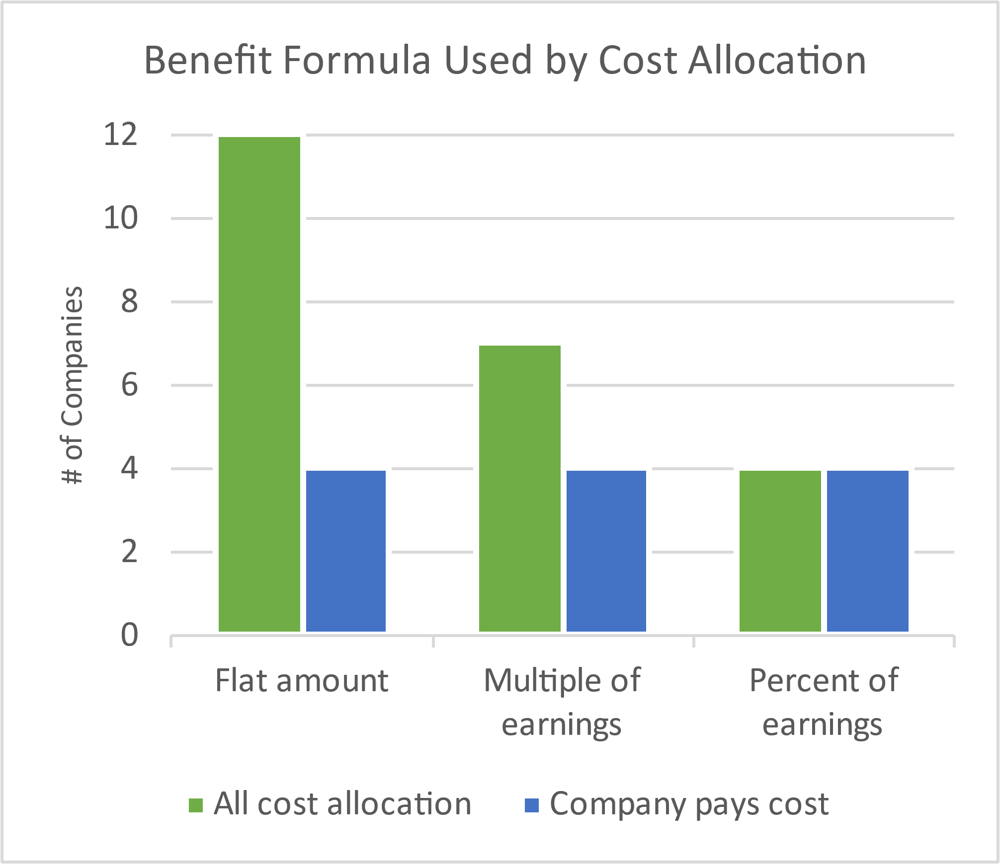 Benefit Formula Used by Cost Allocation
# of Companies
12
10
8
6
4
2
0
Flat amount
Multiple of
earnings
Percent of
earnings
All cost allocation
Company pays cost